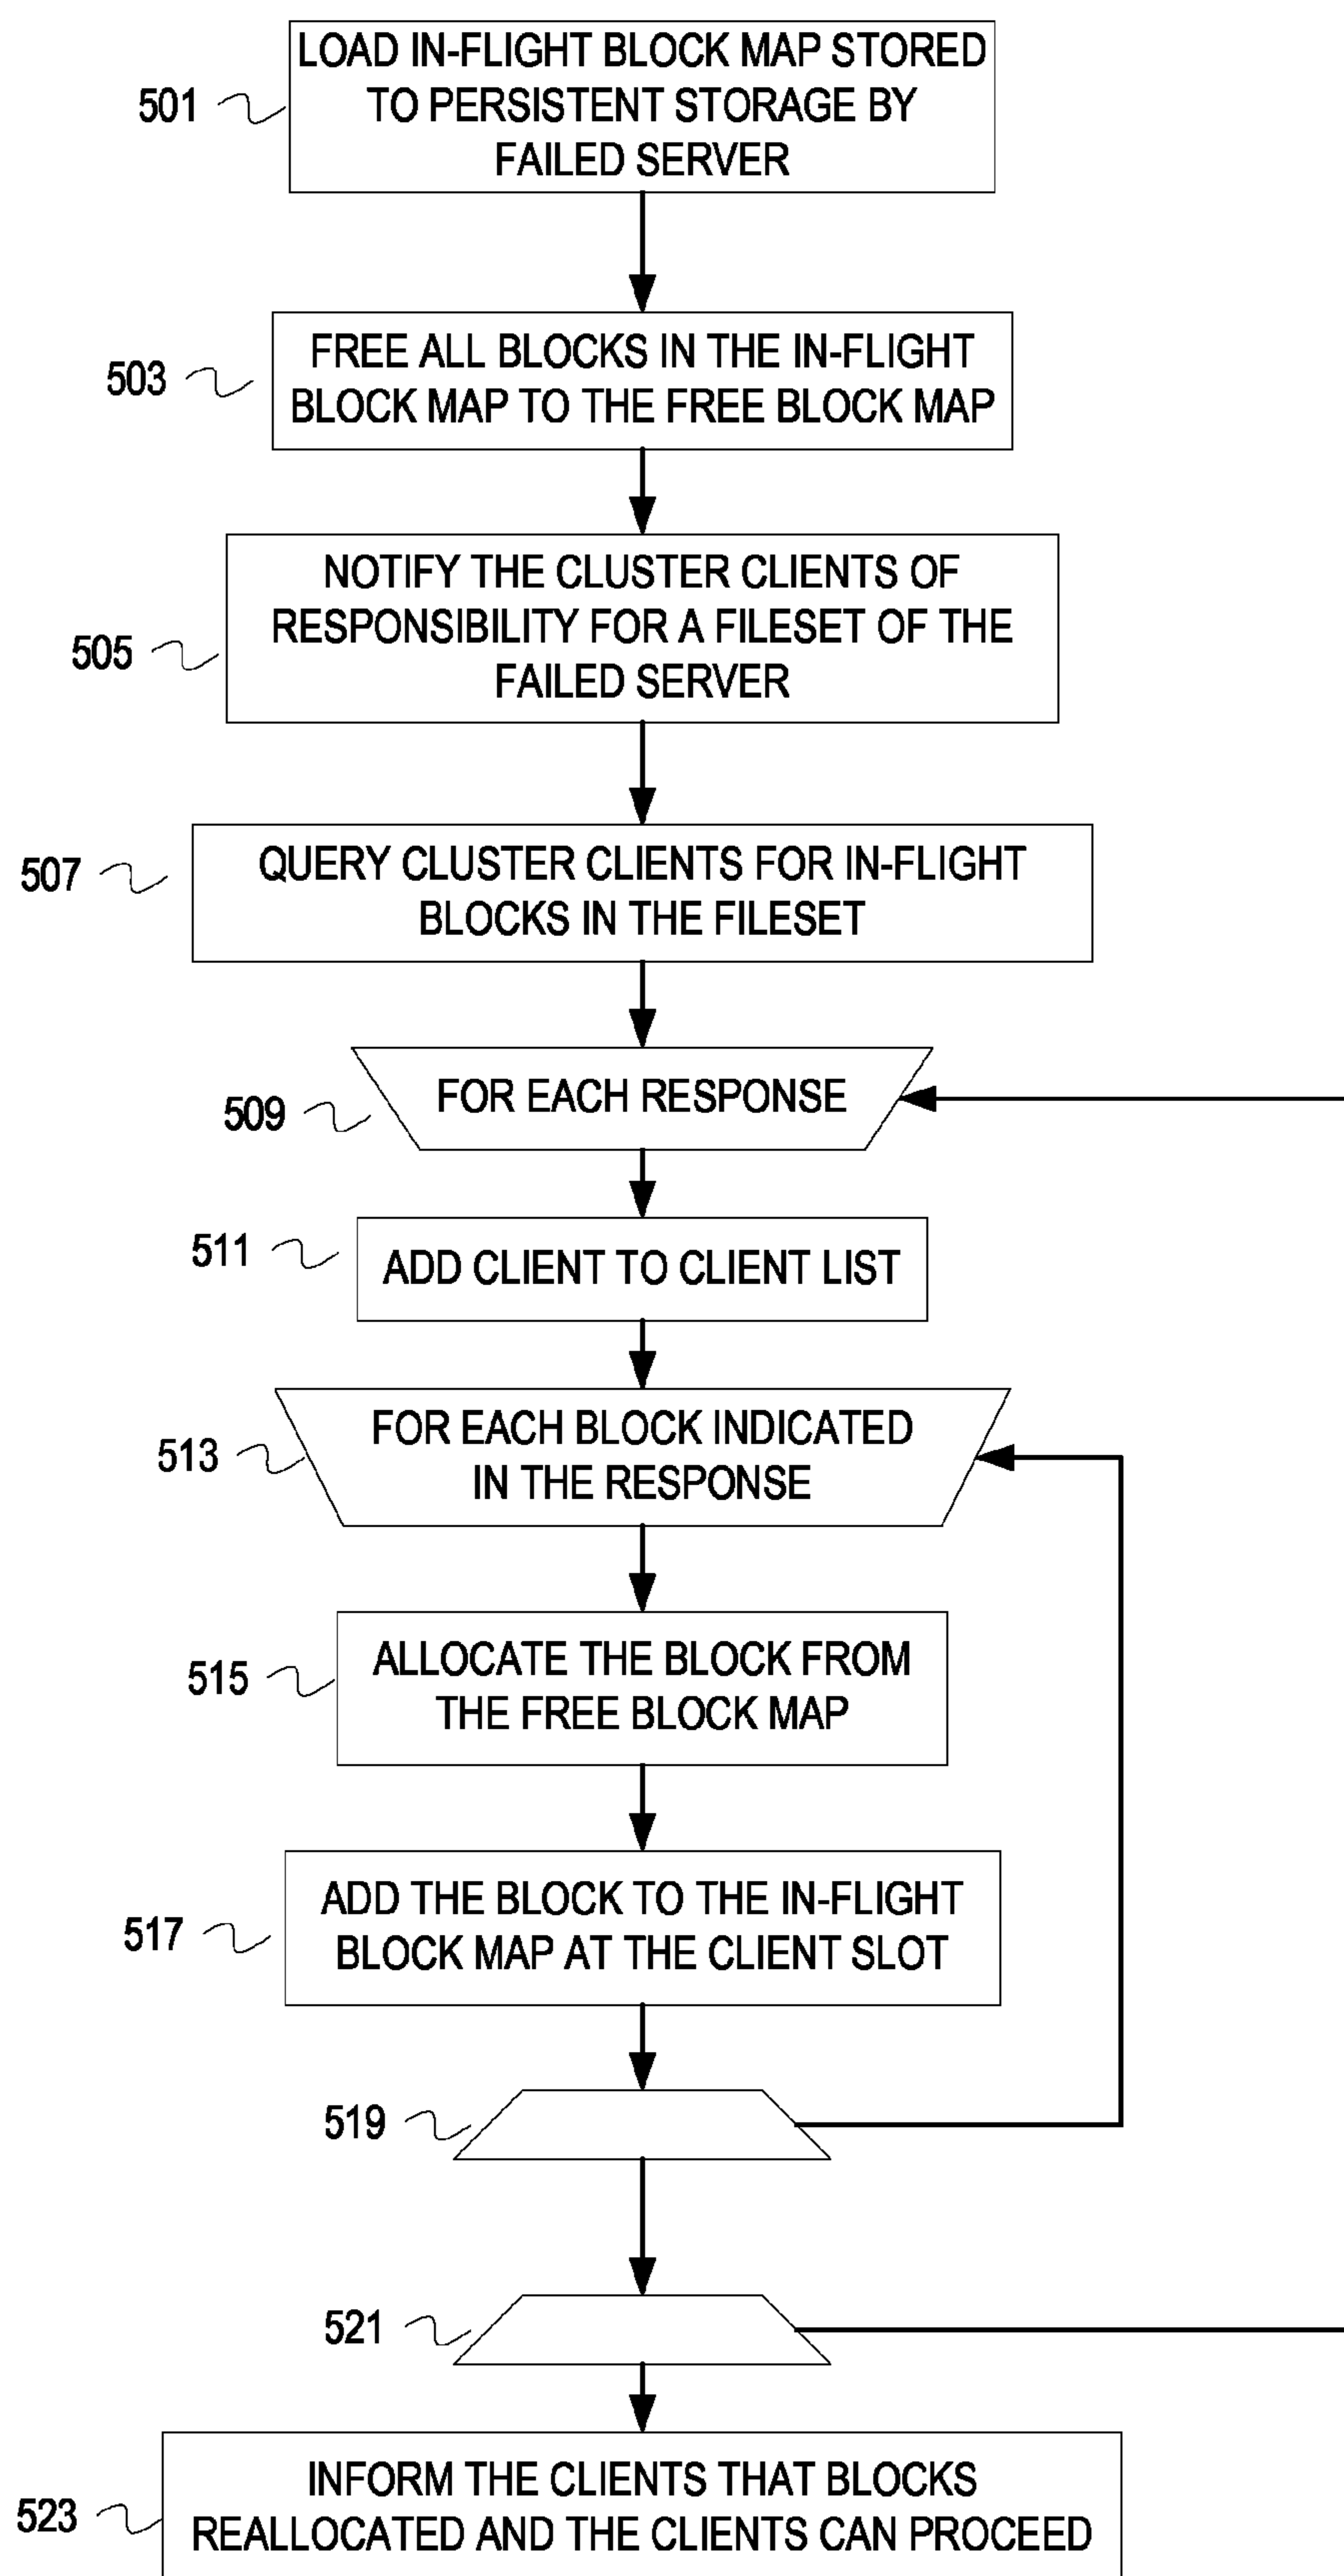 501
LOAD IN-FLIGHT BLOCK MAP STORED
TO PERSISTENT STORAGE BY
FAILED SERVER
503
FREE ALL BLOCKS IN THE IN-FLIGHT
BLOCK MAP TO THE FREE BLOCK MAP
505
NOTIFY THE CLUSTER CLIENTS OF
RESPONSIBILITY FOR A FILESET OF THE
FAILED SERVER
507
QUERY CLUSTER CLIENTS FOR IN-FLIGHT
BLOCKS IN THE FILESET
509
FOR EACH RESPONSE
511
ADD CLIENT TO CLIENT LIST
513
FOR EACH BLOCK INDICATED
IN THE RESPONSE
515
ALLOCATE THE BLOCK FROM
THE FREE BLOCK MAP
517
ADD THE BLOCK TO THE IN-FLIGHT
BLOCK MAP AT THE CLIENT SLOT
519
521
523
INFORM THE CLIENTS THAT BLOCKS
REALLOCATED AND THE CLIENTS CAN PROCEED